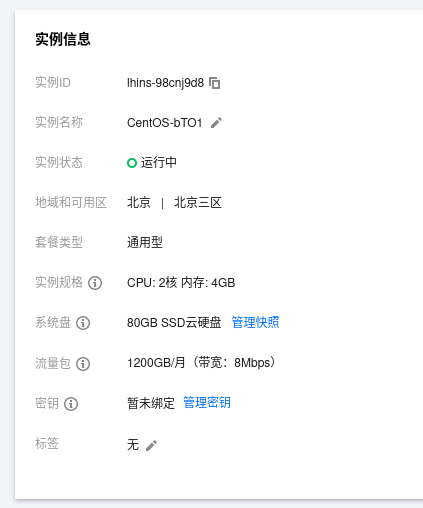 实例信息
实例ID lhins-98cnj9d8
实例名称 CentOS-bTO1
实例状态 运行中
地域和可用区 北京 | 北京三区
套餐类型 通用型
实例规格 CPU: 2核 内存: 4GB
系统盘 80GB SSD云硬盘 管理快照
流量包 1200GB/月（带宽：8Mbps）
密钥 暂未绑定 管理密钥
标签 无